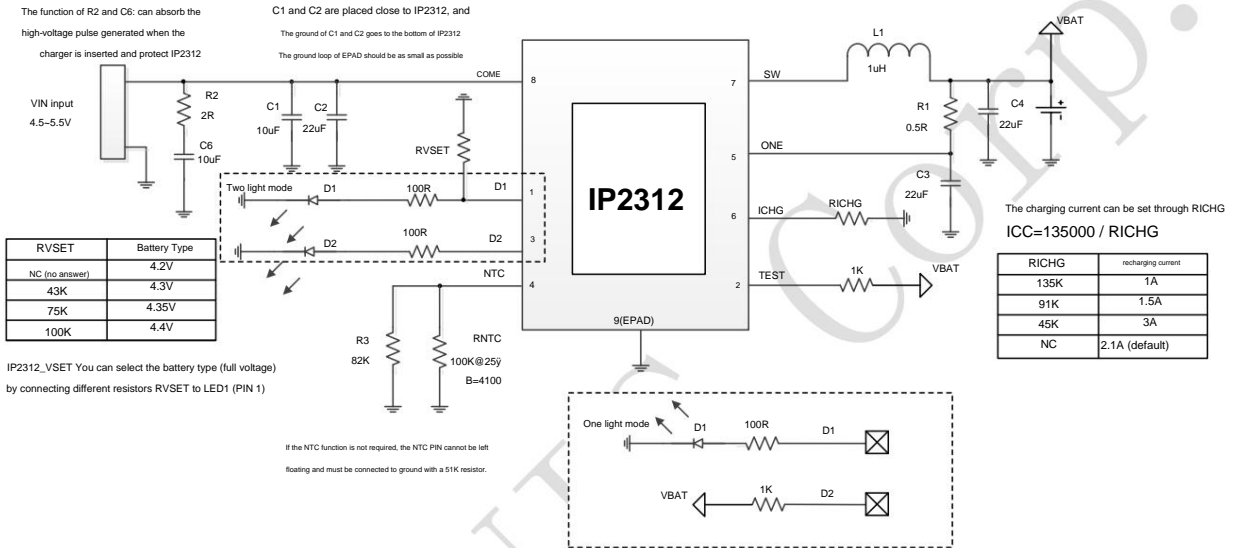 The function of R2 and C6: can absorb the
high-voltage pulse generated when the
charger is inserted and protect IP2312
C1 and C2 are placed close to IP2312, and
The ground of C1 and C2 goes to the bottom of IP2312
The ground loop of EPAD should be as small as possible
VIN input
4.5~5.5V
R2
2R
C6
10uF
C1
10uF
C2
22uF
COME
8
RVSET
Two light mode
D1
100R
D1
1
D2
100R
D2
3
NTC
4
R3
82K
RNTC
100K@25ÿ
B=4100
IP2312
9(EPAD)
7
SW
L1
1uH
VBAT
R1
0.5R
C4
22uF
+
-
5
ONE
C3
22uF
6
ICHG
RICHG
2
TEST
1K
VBAT
The charging current can be set through RICHG
ICC=135000 / RICHG
RICHG recharging current
135K 1A
91K 1.5A
45K 3A
NC 2.1A (default)
RVSET Battery Type
NC (no answer) 4.2V
43K 4.3V
75K 4.35V
100K 4.4V
IP2312_VSET You can select the battery type (full voltage)
by connecting different resistors RVSET to LED1 (PIN 1)
If the NTC function is not required, the NTC PIN cannot be left
floating and must be connected to ground with a 51K resistor.
One light mode
D1
100R
D1
VBAT
1K
D2
Corp.